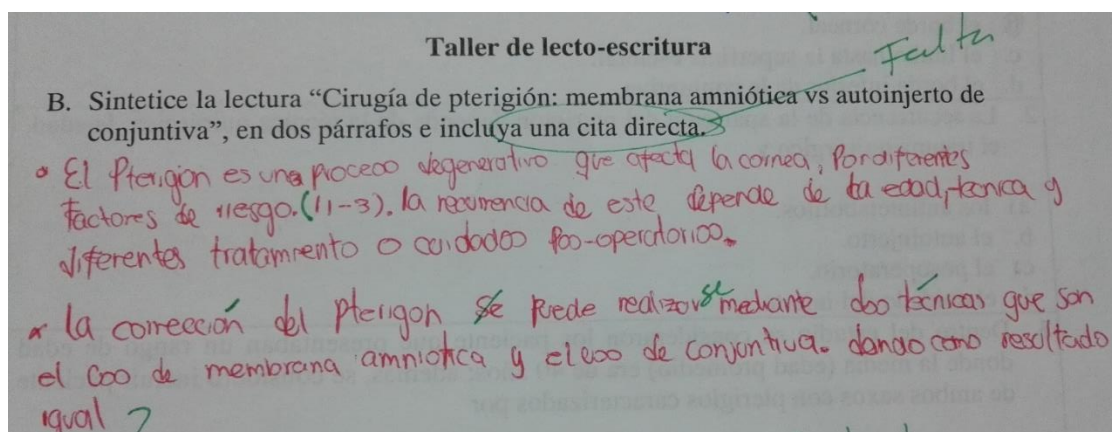 Taller de lecto-escritura
Falta
B. Sintetice la lectura “Cirugía de pterigión: membrana amniótica vs autoinjerto de
conjuntiva”, en dos párrafos e incluya una cita directa.
El Pterigion es una proceso degenerativo que afecta la cornea, Por diferentes
factores de riesgo. (1,-3). la recurrencia de este depende de la edad, tecnica y
diferentes tratamiento o cuidados pos-operatorios.
la corrección del pterigon se puede realizarse mediante dos técnicas que son
el uso de membrana amniotica y el uso de conjuntiva. dando como resultado
igual ?